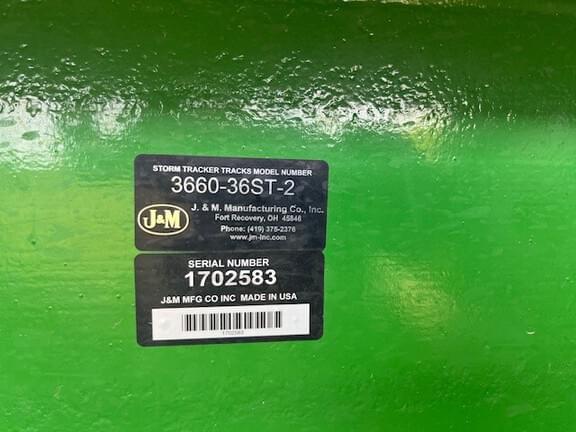 STORM TRACKER TRACKS MODEL NUMBER
3660-36ST-2
J&M
J. & M. Manufacturing Co., Inc.
Fort Recovery, OH 45846
Phone: (419) 375-2376
www.jm-inc.com
SERIAL NUMBER
1702583
J&M MFG CO INC MADE IN USA
1702583